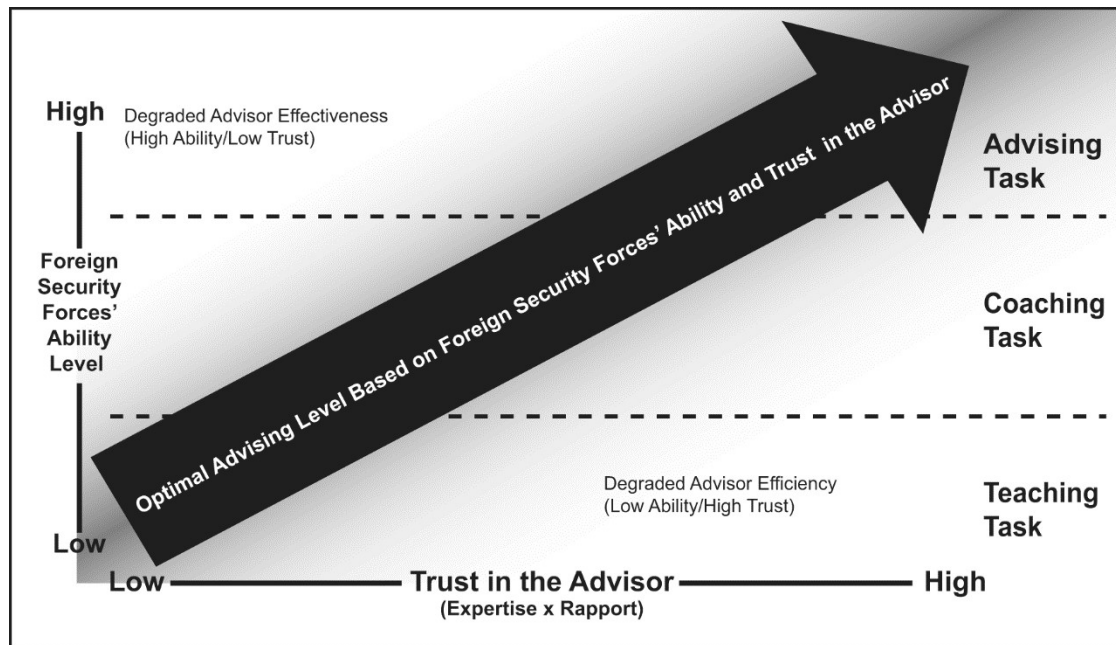 High
Degraded Advisor Effectiveness
(High Ability/Low Trust)
Optimal Advising Level Based on Foreign Security Forces' Ability and Trust in the Advisor
Advising
Task
Foreign
Security
Forces'
Ability
Level
Coaching
Task
Degraded Advisor Efficiency
(Low Ability/High Trust)
Teaching
Task
Low
Low
Trust in the Advisor
(Expertise x Rapport)
High